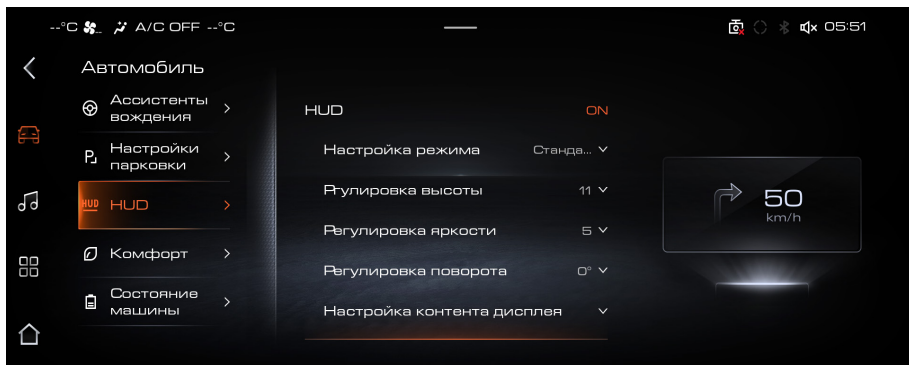 --°C A/C OFF --°C
05:51
Автомобиль
Ассистенты
вождения
Настройки
парковки
HUD HUD
Комфорт
Состояние
машины
HUD ON
Настройка режима Станда...
Ргулировка высоты 11
Регулировка яркости 5
Регулировка поворота 0°
Настройка контента дисплея
50
km/h